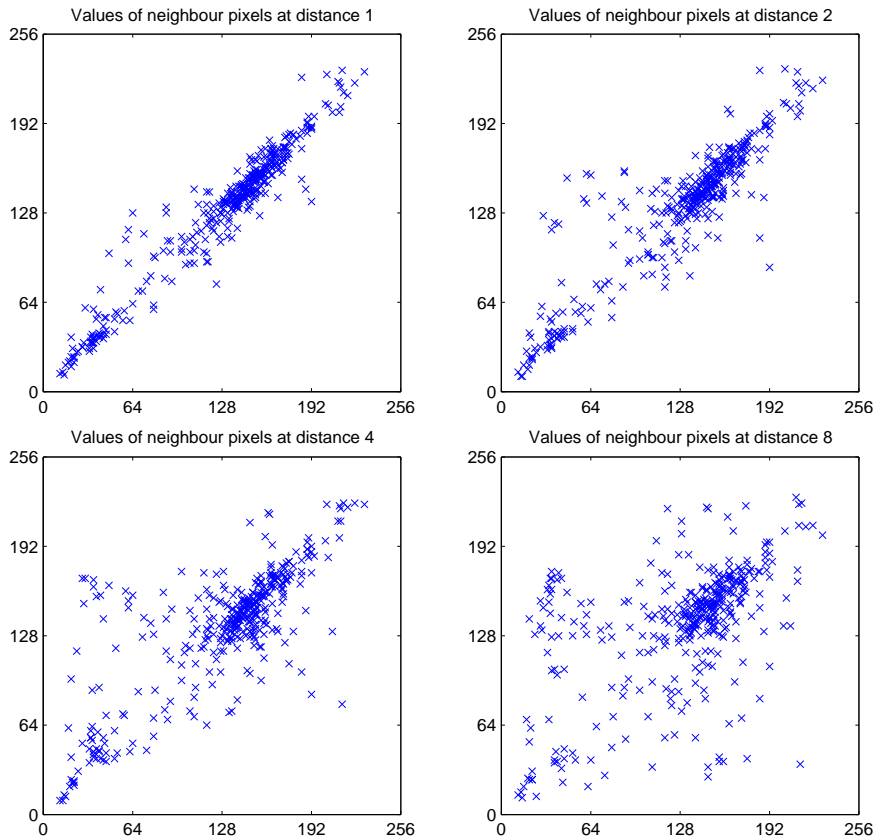 Values of neighbour pixels at distance 1
256
192
128
64
0
0 64 128 192 256
Values of neighbour pixels at distance 2
256
192
128
64
0
0 64 128 192 256
Values of neighbour pixels at distance 4
256
192
128
64
0
0 64 128 192 256
Values of neighbour pixels at distance 8
256
192
128
64
0
0 64 128 192 256